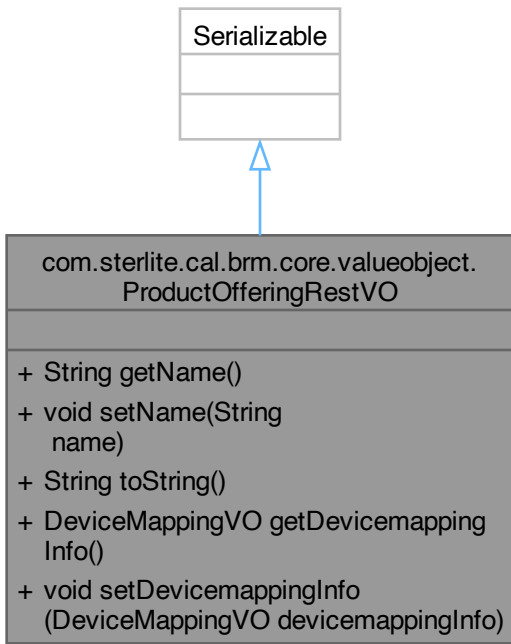 Serializable
com.sterlite.cal.brm.core.valueobject.
ProductOfferingRestVO
+ String getName()
+ void setName(String
name)
+ String toString()
+ DeviceMappingVO getDevicemapping
Info()
+ void setDevicemappingInfo
(DeviceMappingVO devicemappingInfo)